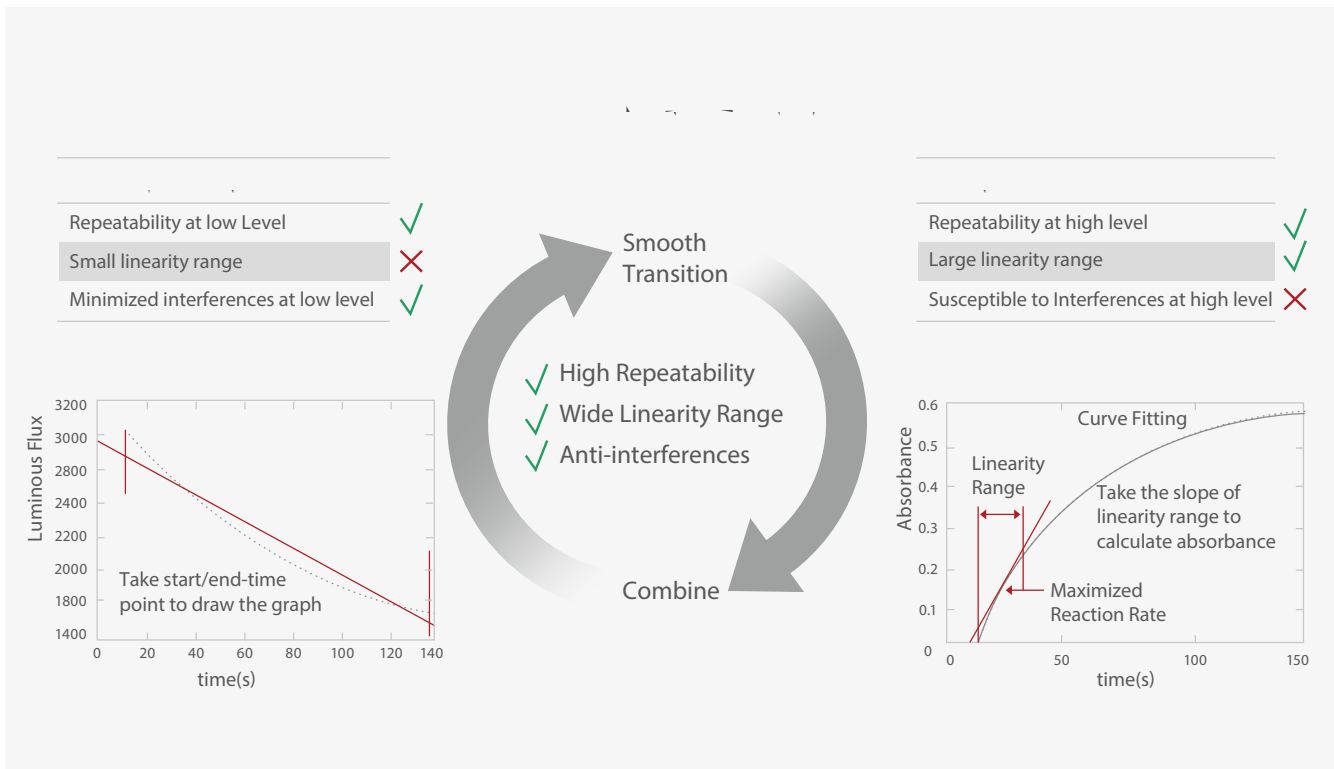 Repeatability at low Level
Small linearity range
Minimized interferences at low level
Smooth
Transition
High Repeatability
Wide Linearity Range
Anti-interferences
Combine
Repeatability at high level
Large linearity range
Susceptible to Interferences at high level
Luminous Flux
3200
3000
2800
2400
2200
2000
1800
1400
Take start/end-time
point to draw the graph
0 20 40 60 80 100 120 140
time(s)
Absorbance
0.6
0.5
0.4
0.3
0.2
0.1
0
Curve Fitting
Linearity
Range
Take the slope of
linearity range to
calculate absorbance
Maximized
Reaction Rate
0 50 100 150
time(s)